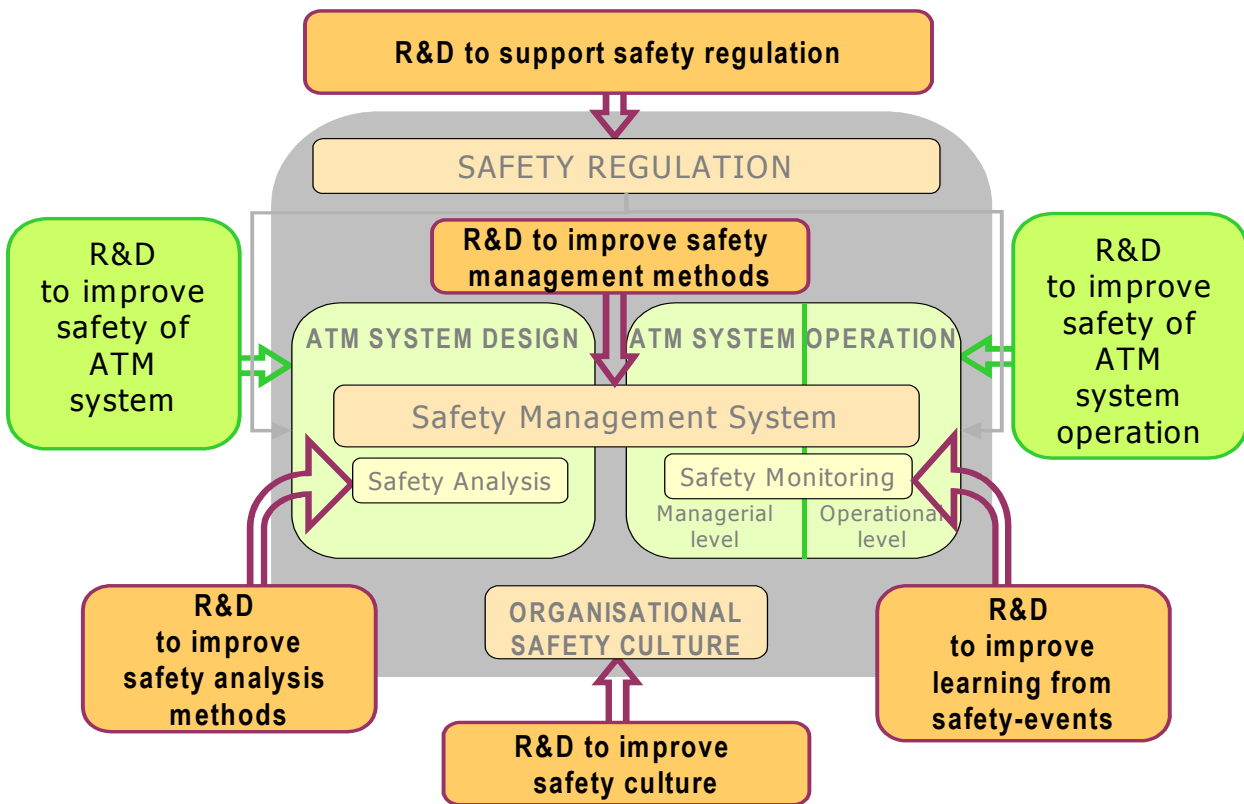 R&D to support safety regulation
SAFETY REGULATION
R&D
to improve
safety of
ATM
system
R&D to improve safety
management methods
R&D
to improve
safety of
ATM
system
operation
ATM SYSTEM DESIGN
ATM SYSTEM OPERATION
Safety Management System
Safety Analysis
Safety Monitoring
Managerial
level
Operational
level
R&D
to improve
safety analysis
methods
ORGANISATIONAL
SAFETY CULTURE
R&D
to improve
learning from
safety-events
R&D to improve
safety culture